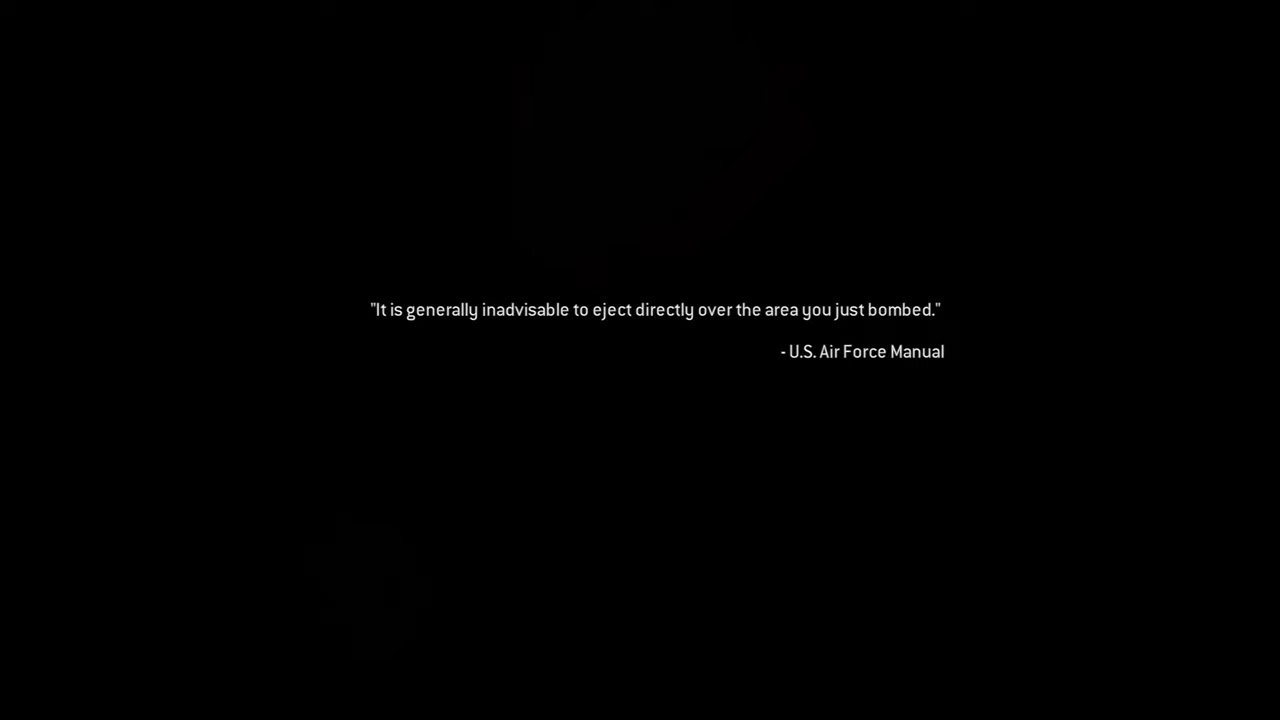 "It is generally inadvisable to eject directly over the area you just bombed."
- U.S. Air Force Manual